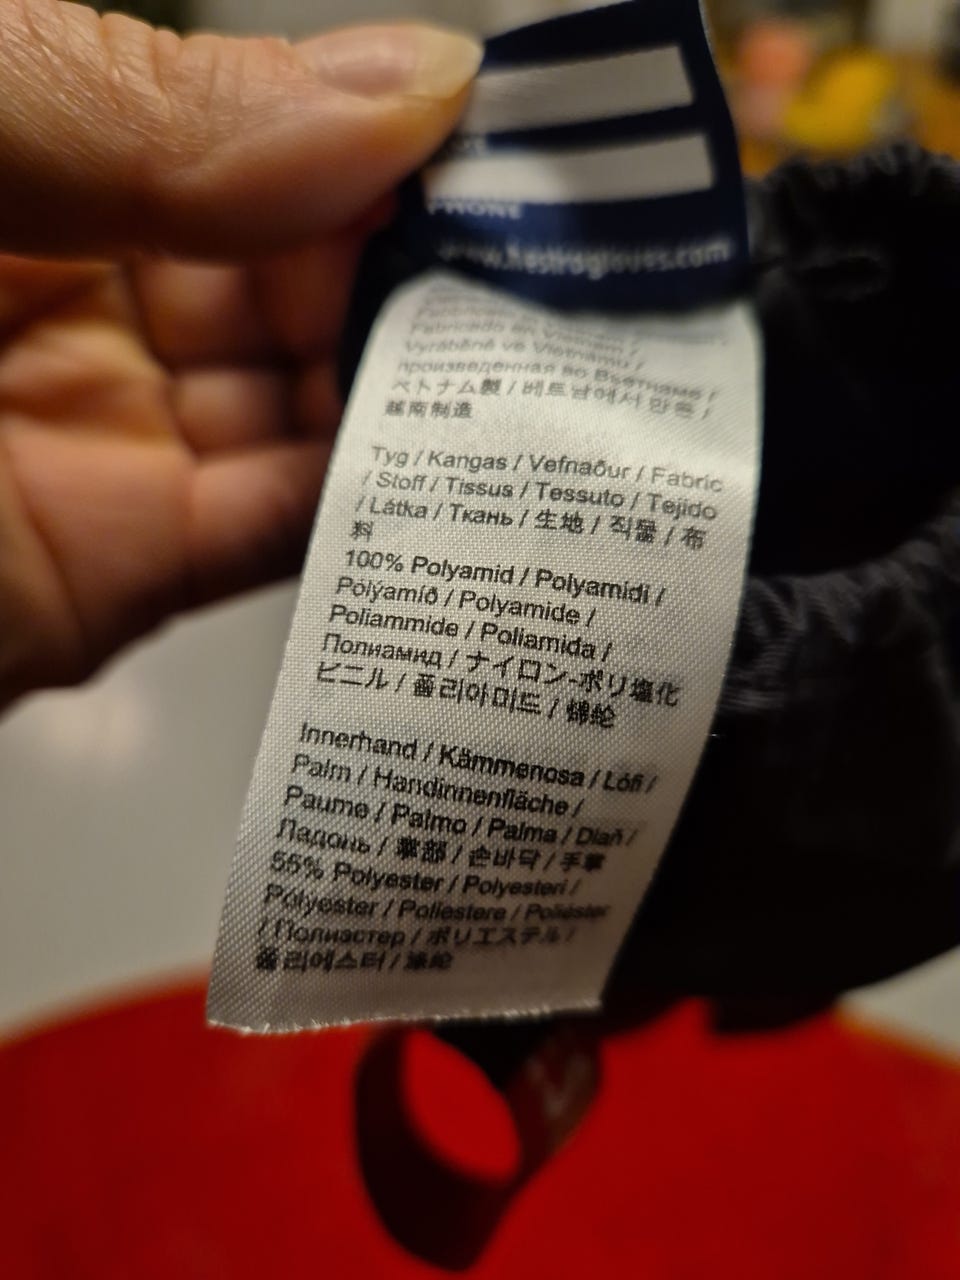 PHONE
www.hestragloves.com
Fabricado en Vietnam /
Vyráběné ve Vietnamu /
произведенная во Вьетнаме /
ベトナム製 / 베트남에서 만든 /
越南制造
Tyg / Kangas / Vefnaður / Fabric
/ Stoff / Tissus / Tessuto / Tejido
/ Látka / Ткань / 生地 / 직물 / 布
料
100% Polyamid / Polyamidi /
Pólýamíð / Polyamide /
Poliammide / Poliamida /
Полиамид / ナイロン-ポリ塩化
ビニル / 폴리아미드 / 锦纶
Innerhand / Kämmenosa / Lófi /
Palm / Handinnenfläche /
Paume / Palmo / Palma / Dlaň /
Ладонь / 掌部 / 손바닥 / 手掌
55% Polyester / Polyesteri /
Pólýester / Poliestere / Poliéster
/ Полиэстер / ポリエステル /
폴리에스터 / 涤纶